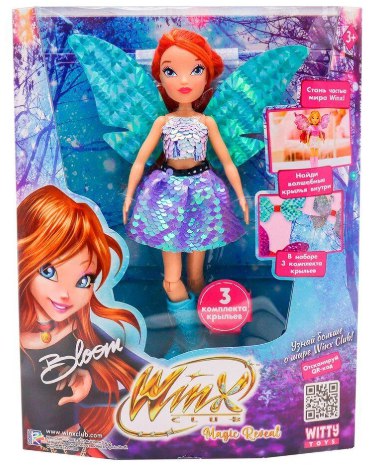 3+
Стань частью
мира Winx!
Найди
волшебные
крылья внутри
В наборе
3 комплекта
крыльев
3
КОМПЛЕКТА
КРЫЛЬЕВ
Bloom
Узнай больше
о мире Winx Club!
Отсканируй
QR-код
WinX
CLUB
Magic Reveal
www.winxclub.com
WITTY
TOYS